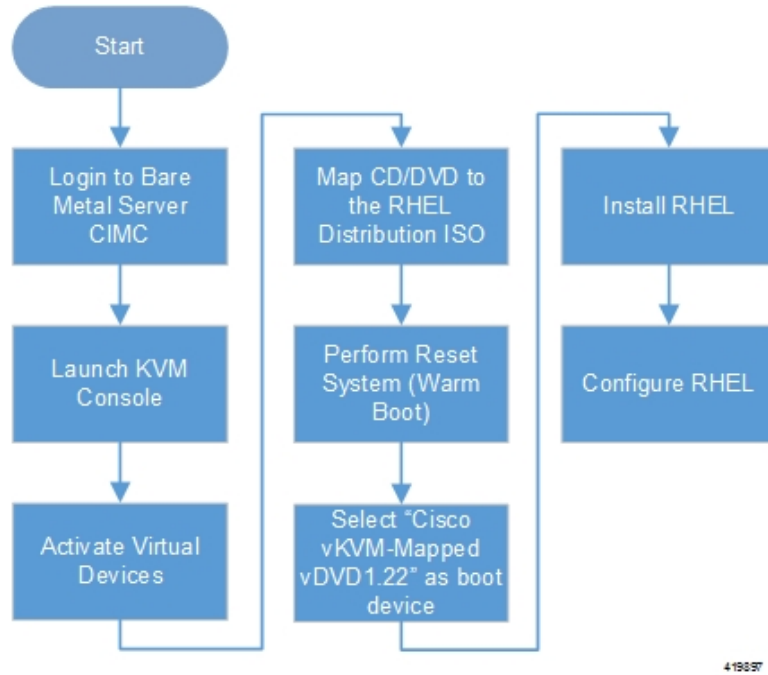 Start
Login to Bare
Metal Server
CIMC
Launch KVM
Console
Activate Virtual
Devices
Map CD/DVD to
the RHEL
Distribution ISO
Perform Reset
System (Warm
Boot)
Select “Cisco
vKVM-Mapped
vDVD1.22” as boot
device
Install RHEL
Configure RHEL
419897